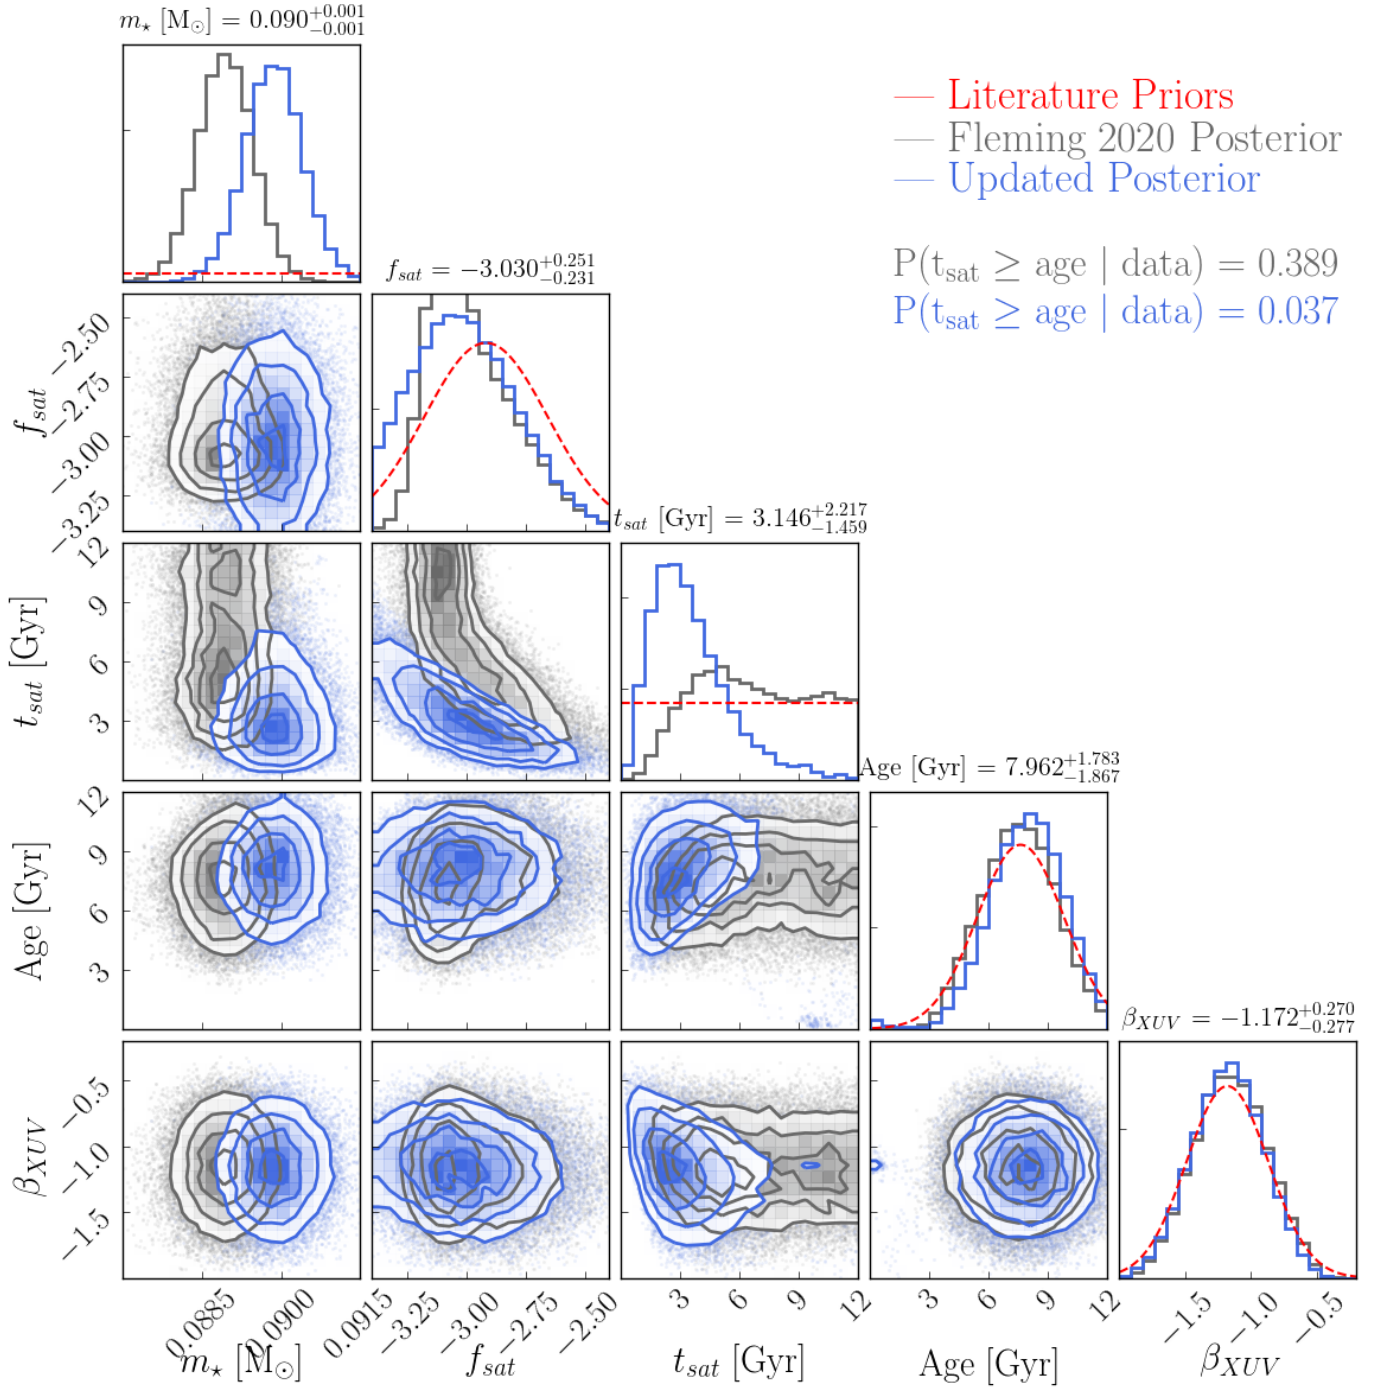 m⋆ [M⊙] = 0.090+0.001−0.001
— Literature Priors
— Fleming 2020 Posterior
— Updated Posterior
P(tsat ≥ age | data) = 0.389
P(tsat ≥ age | data) = 0.037
fsat = −3.030+0.251−0.231
fsat
−2.50
−2.75
−3.00
−3.25
tsat [Gyr] = 3.146+2.217−1.459
tsat [Gyr]
12
9
6
3
Age [Gyr] = 7.962+1.783−1.867
Age [Gyr]
12
9
6
3
βXUV = −1.172+0.270−0.277
βXUV
−0.5
−1.0
−1.5
0.0885 0.0900 0.0915
−3.25 −3.00 −2.75 −2.50
3 6 9 12
3 6 9 12
−1.5 −1.0 −0.5
m⋆ [M⊙] fsat tsat [Gyr] Age [Gyr] βXUV